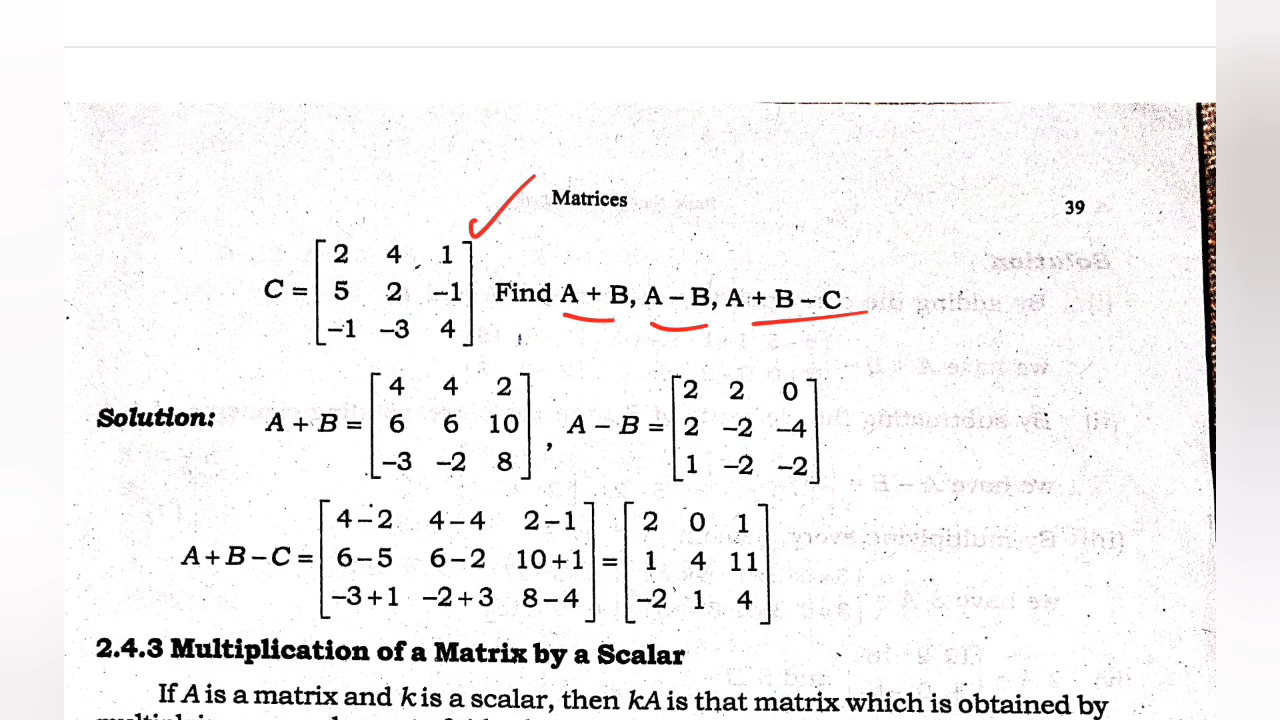 Matrices
39
C = [ 2 4 1 ; 5 2 −1 ; −1 −3 4 ] Find A + B, A − B, A + B − C
Solution: A + B = [ 4 4 2 ; 6 6 10 ; −3 −2 8 ] , A − B = [ 2 2 0 ; 2 −2 −4 ; 1 −2 −2 ]
A + B − C = [ 4 − 2 4 − 4 2 − 1 ; 6 − 5 6 − 2 10 + 1 ; −3 + 1 −2 + 3 8 − 4 ] = [ 2 0 1 ; 1 4 11 ; −2 1 4 ]
2.4.3 Multiplication of a Matrix by a Scalar
If A is a matrix and k is a scalar, then kA is that matrix which is obtained by